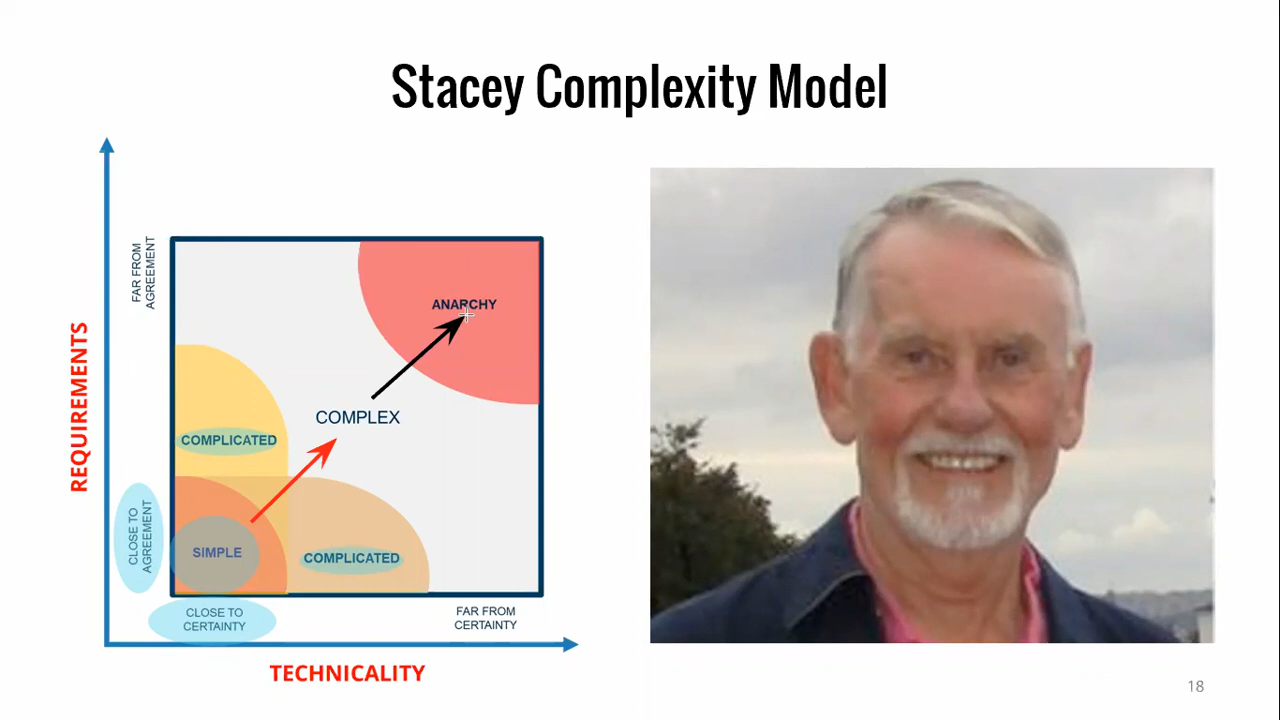 Stacey Complexity Model
REQUIREMENTS
FAR FROM
AGREEMENT
CLOSE TO
AGREEMENT
ANARCHY
COMPLEX
COMPLICATED
SIMPLE
COMPLICATED
CLOSE TO
CERTAINTY
FAR FROM
CERTAINTY
TECHNICALITY
18